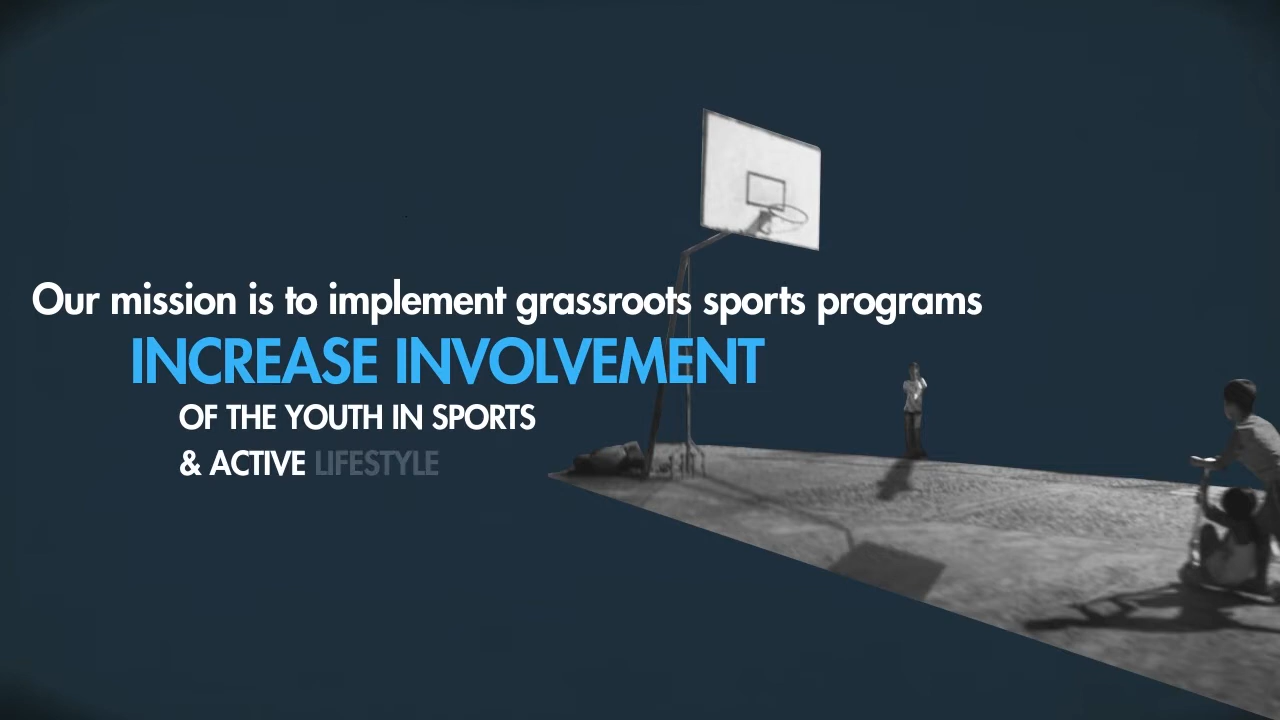 Our mission is to implement grassroots sports programs
INCREASE INVOLVEMENT
OF THE YOUTH IN SPORTS
& ACTIVE LIFESTYLE